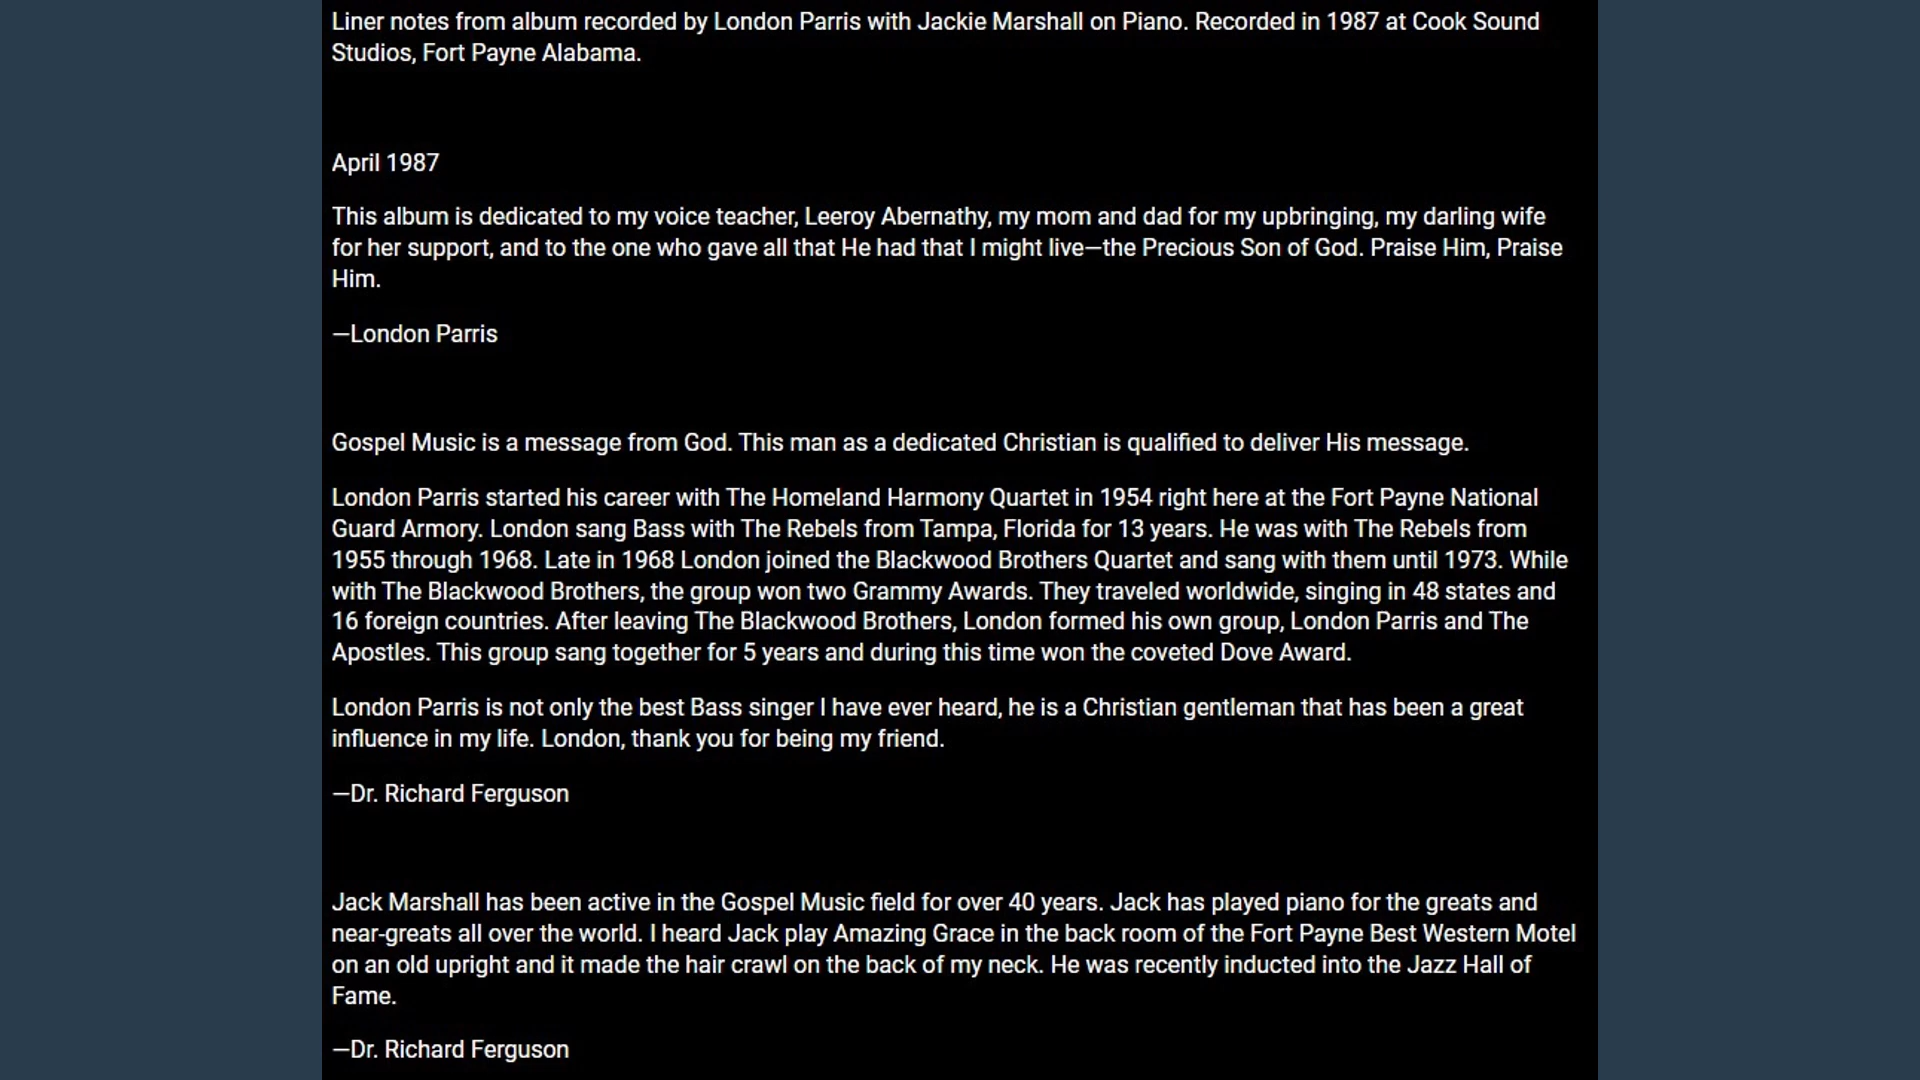 Liner notes from album recorded by London Parris with Jackie Marshall on Piano. Recorded in 1987 at Cook Sound
Studios, Fort Payne Alabama.
April 1987
This album is dedicated to my voice teacher, Leeroy Abernathy, my mom and dad for my upbringing, my darling wife
for her support, and to the one who gave all that He had that I might live—the Precious Son of God. Praise Him, Praise
Him.
—London Parris
Gospel Music is a message from God. This man as a dedicated Christian is qualified to deliver His message.
London Parris started his career with The Homeland Harmony Quartet in 1954 right here at the Fort Payne National
Guard Armory. London sang Bass with The Rebels from Tampa, Florida for 13 years. He was with The Rebels from
1955 through 1968. Late in 1968 London joined the Blackwood Brothers Quartet and sang with them until 1973. While
with The Blackwood Brothers, the group won two Grammy Awards. They traveled worldwide, singing in 48 states and
16 foreign countries. After leaving The Blackwood Brothers, London formed his own group, London Parris and The
Apostles. This group sang together for 5 years and during this time won the coveted Dove Award.
London Parris is not only the best Bass singer I have ever heard, he is a Christian gentleman that has been a great
influence in my life. London, thank you for being my friend.
—Dr. Richard Ferguson
Jack Marshall has been active in the Gospel Music field for over 40 years. Jack has played piano for the greats and
near-greats all over the world. I heard Jack play Amazing Grace in the back room of the Fort Payne Best Western Motel
on an old upright and it made the hair crawl on the back of my neck. He was recently inducted into the Jazz Hall of
Fame.
—Dr. Richard Ferguson